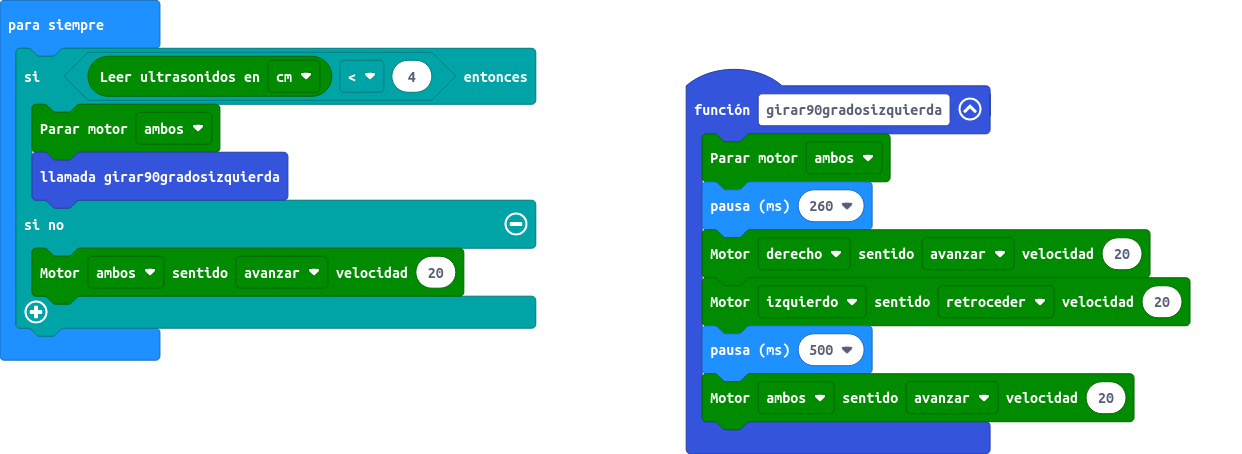 para siempre
si Leer ultrasonidos en cm < 4 entonces
Parar motor ambos
llamada girar90gradosizquierda
si no
Motor ambos sentido avanzar velocidad 20
función girar90gradosizquierda
Parar motor ambos
pausa (ms) 260
Motor derecho sentido avanzar velocidad 20
Motor izquierdo sentido retroceder velocidad 20
pausa (ms) 500
Motor ambos sentido avanzar velocidad 20